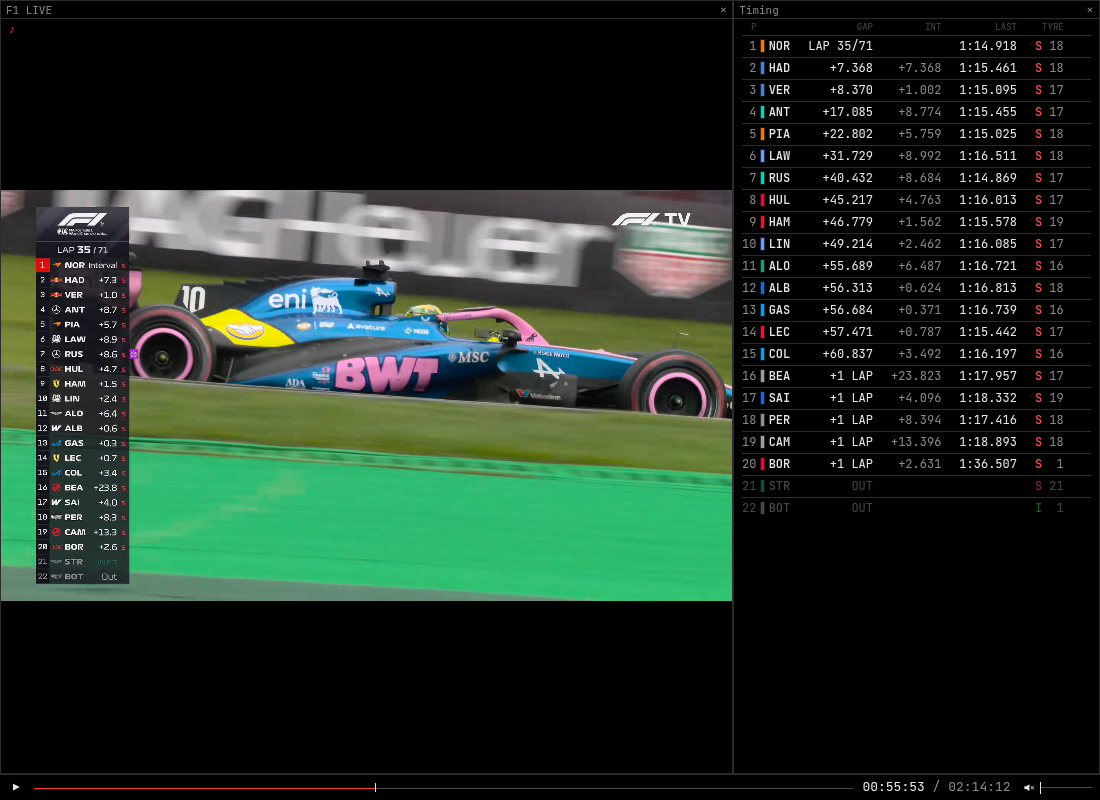 F1 LIVE ×
♪
TAG Heuer
F1 TV
LAP 35 / 71
1 NOR Interval S
2 HAD +7.3 S
3 VER +1.0 S
4 ANT +8.7 S
5 PIA +5.7 S
6 LAW +8.9 S
7 RUS +8.6 S
8 HUL +4.7 S
9 HAM +1.5 S
10 LIN +2.4 S
11 ALO +6.4 S
12 ALB +0.6 S
13 GAS +0.3 S
14 LEC +0.7 S
15 COL +3.4 S
16 BEA +23.8 S
17 SAI +4.0 S
18 PER +8.3 S
19 CAM +13.3 S
20 BOR +2.6 S
21 STR
22 BOT Out
10
eni
avature
BWT
MSC
ADA
Valvoline
Timing ×
P GAP INT LAST TYRE
1 NOR LAP 35/71 1:14.918 S 18
2 HAD +7.368 +7.368 1:15.461 S 18
3 VER +8.370 +1.002 1:15.095 S 17
4 ANT +17.085 +8.774 1:15.455 S 17
5 PIA +22.802 +5.759 1:15.025 S 18
6 LAW +31.729 +8.992 1:16.511 S 18
7 RUS +40.432 +8.684 1:14.869 S 17
8 HUL +45.217 +4.763 1:16.013 S 17
9 HAM +46.779 +1.562 1:15.578 S 19
10 LIN +49.214 +2.462 1:16.085 S 17
11 ALO +55.689 +6.487 1:16.721 S 16
12 ALB +56.313 +0.624 1:16.813 S 18
13 GAS +56.684 +0.371 1:16.739 S 16
14 LEC +57.471 +0.787 1:15.442 S 17
15 COL +60.837 +3.492 1:16.197 S 16
16 BEA +1 LAP +23.823 1:17.957 S 17
17 SAI +1 LAP +4.096 1:18.332 S 19
18 PER +1 LAP +8.394 1:17.416 S 18
19 CAM +1 LAP +13.396 1:18.893 S 18
20 BOR +1 LAP +2.631 1:36.507 S 1
21 STR OUT S 21
22 BOT OUT I 1
00:55:53 / 02:14:12